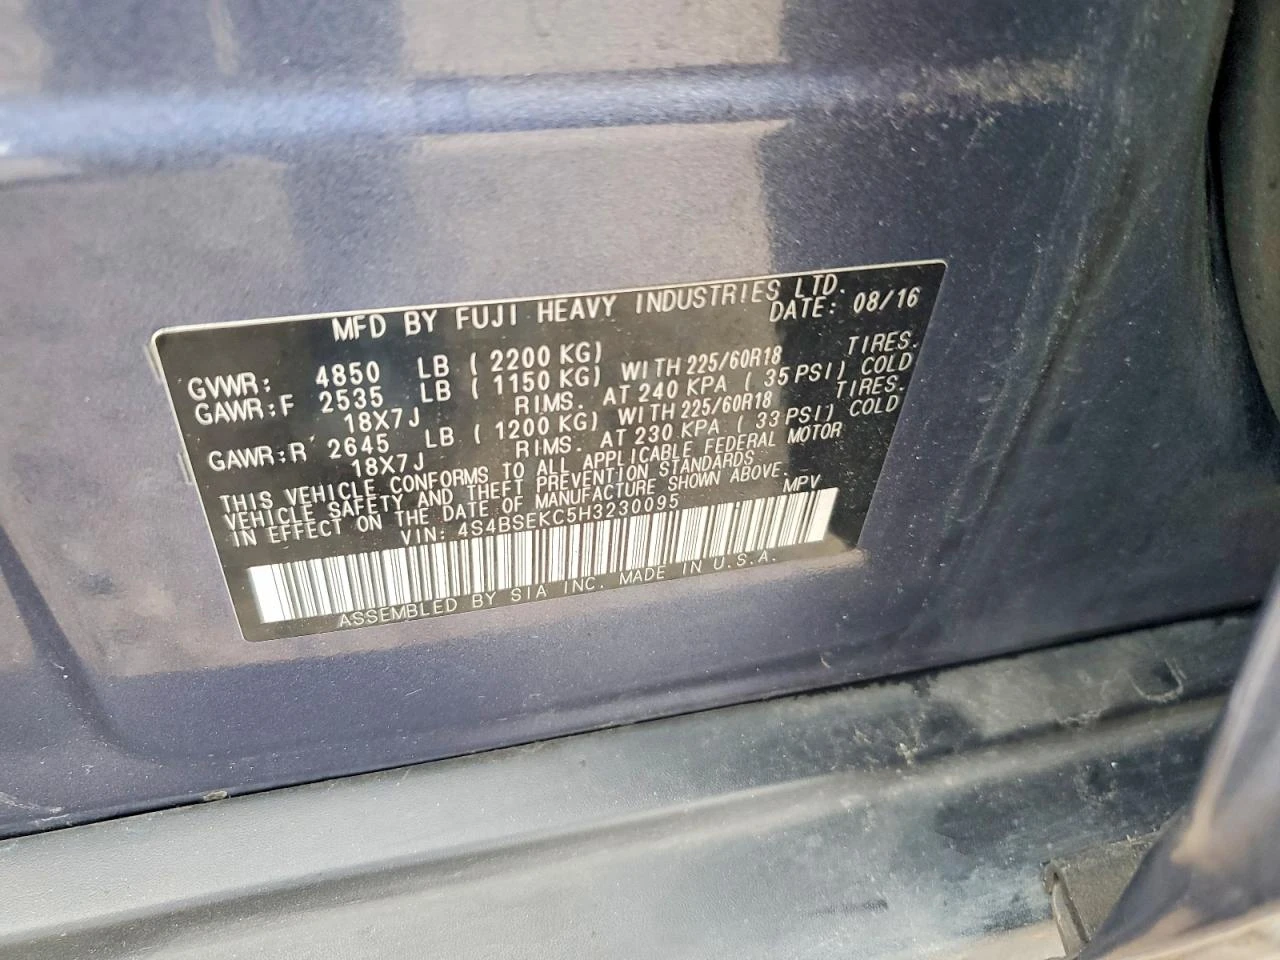 MFD BY FUJI HEAVY INDUSTRIES LTD.
DATE: 08/16
GVWR: 4850 LB ( 2200 KG)
GAWR:F 2535 LB ( 1150 KG) WITH 225/60R18 TIRES.
18X7J RIMS. AT 240 KPA ( 35 PSI) COLD
GAWR:R 2645 LB ( 1200 KG) WITH 225/60R18 TIRES.
18X7J RIMS. AT 230 KPA ( 33 PSI) COLD
THIS VEHICLE CONFORMS TO ALL APPLICABLE FEDERAL MOTOR
VEHICLE SAFETY AND THEFT PREVENTION STANDARDS
IN EFFECT ON THE DATE OF MANUFACTURE SHOWN ABOVE.
VIN: 4S4BSEKC5H3230095 MPV
ASSEMBLED BY SIA INC. MADE IN U.S.A.